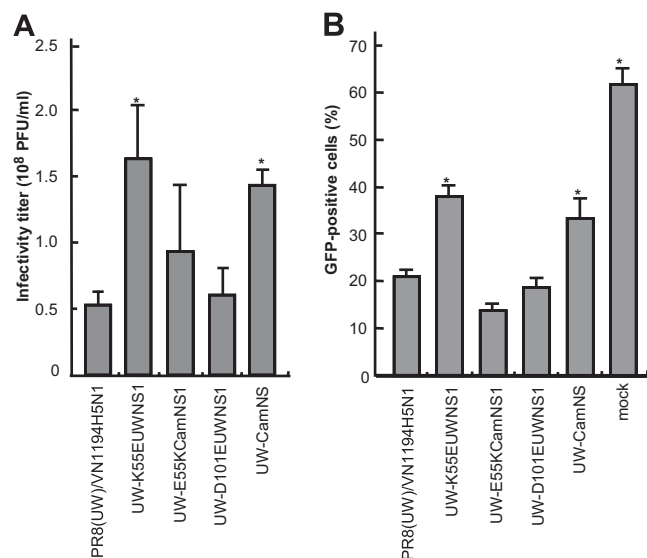 A
Infectivity titer (10⁸ PFU/ml)
2.5
2.0
1.5
1.0
0.5
0
*
*
PR8(UW)/VN1194H5N1
UW-K55EUWNS1
UW-E55KCamNS1
UW-D101EUWNS1
UW-CamNS
B
GFP-positive cells (%)
70
60
50
40
30
20
10
0
*
*
*
PR8(UW)/VN1194H5N1
UW-K55EUWNS1
UW-E55KCamNS1
UW-D101EUWNS1
UW-CamNS
mock